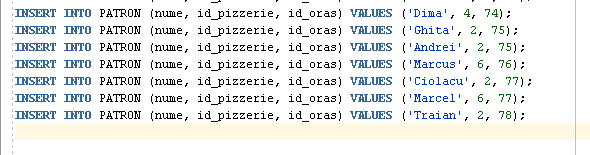 INSERT INTO PATRON (nume, id_pizzerie, id_oras) VALUES ('Dima', 4, 74);
INSERT INTO PATRON (nume, id_pizzerie, id_oras) VALUES ('Ghita', 2, 75);
INSERT INTO PATRON (nume, id_pizzerie, id_oras) VALUES ('Andrei', 2, 75);
INSERT INTO PATRON (nume, id_pizzerie, id_oras) VALUES ('Marcus', 6, 76);
INSERT INTO PATRON (nume, id_pizzerie, id_oras) VALUES ('Ciolacu', 2, 77);
INSERT INTO PATRON (nume, id_pizzerie, id_oras) VALUES ('Marcel', 6, 77);
INSERT INTO PATRON (nume, id_pizzerie, id_oras) VALUES ('Traian', 2, 78);